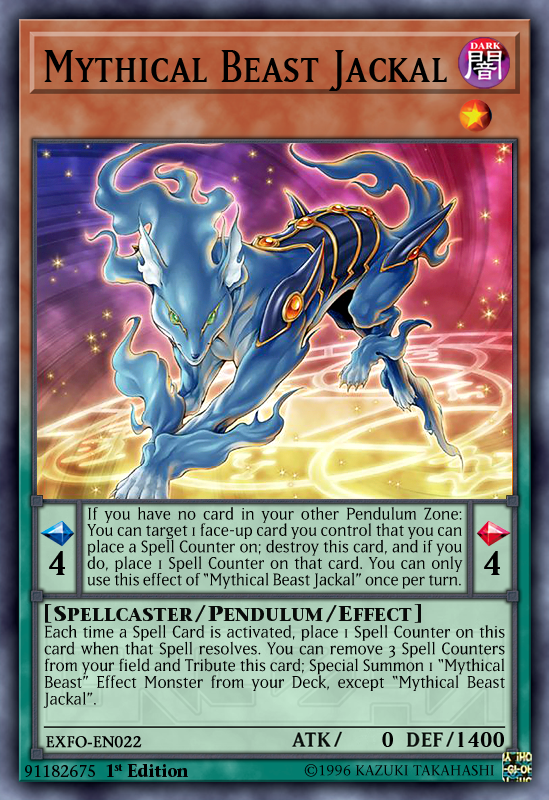 Mythical Beast Jackal
DARK
闇
If you have no card in your other Pendulum Zone:
You can target 1 face-up card you control that you can
place a Spell Counter on; destroy this card, and if you
do, place 1 Spell Counter on that card. You can only
use this effect of “Mythical Beast Jackal” once per turn.
4
4
[Spellcaster/Pendulum/Effect]
Each time a Spell Card is activated, place 1 Spell Counter on this
card when that Spell resolves. You can remove 3 Spell Counters
from your field and Tribute this card; Special Summon 1 “Mythical
Beast” Effect Monster from your Deck, except “Mythical Beast
Jackal”.
EXFO-EN022 ATK/ 0 DEF/1400
91182675 1st Edition ©1996 KAZUKI TAKAHASHI